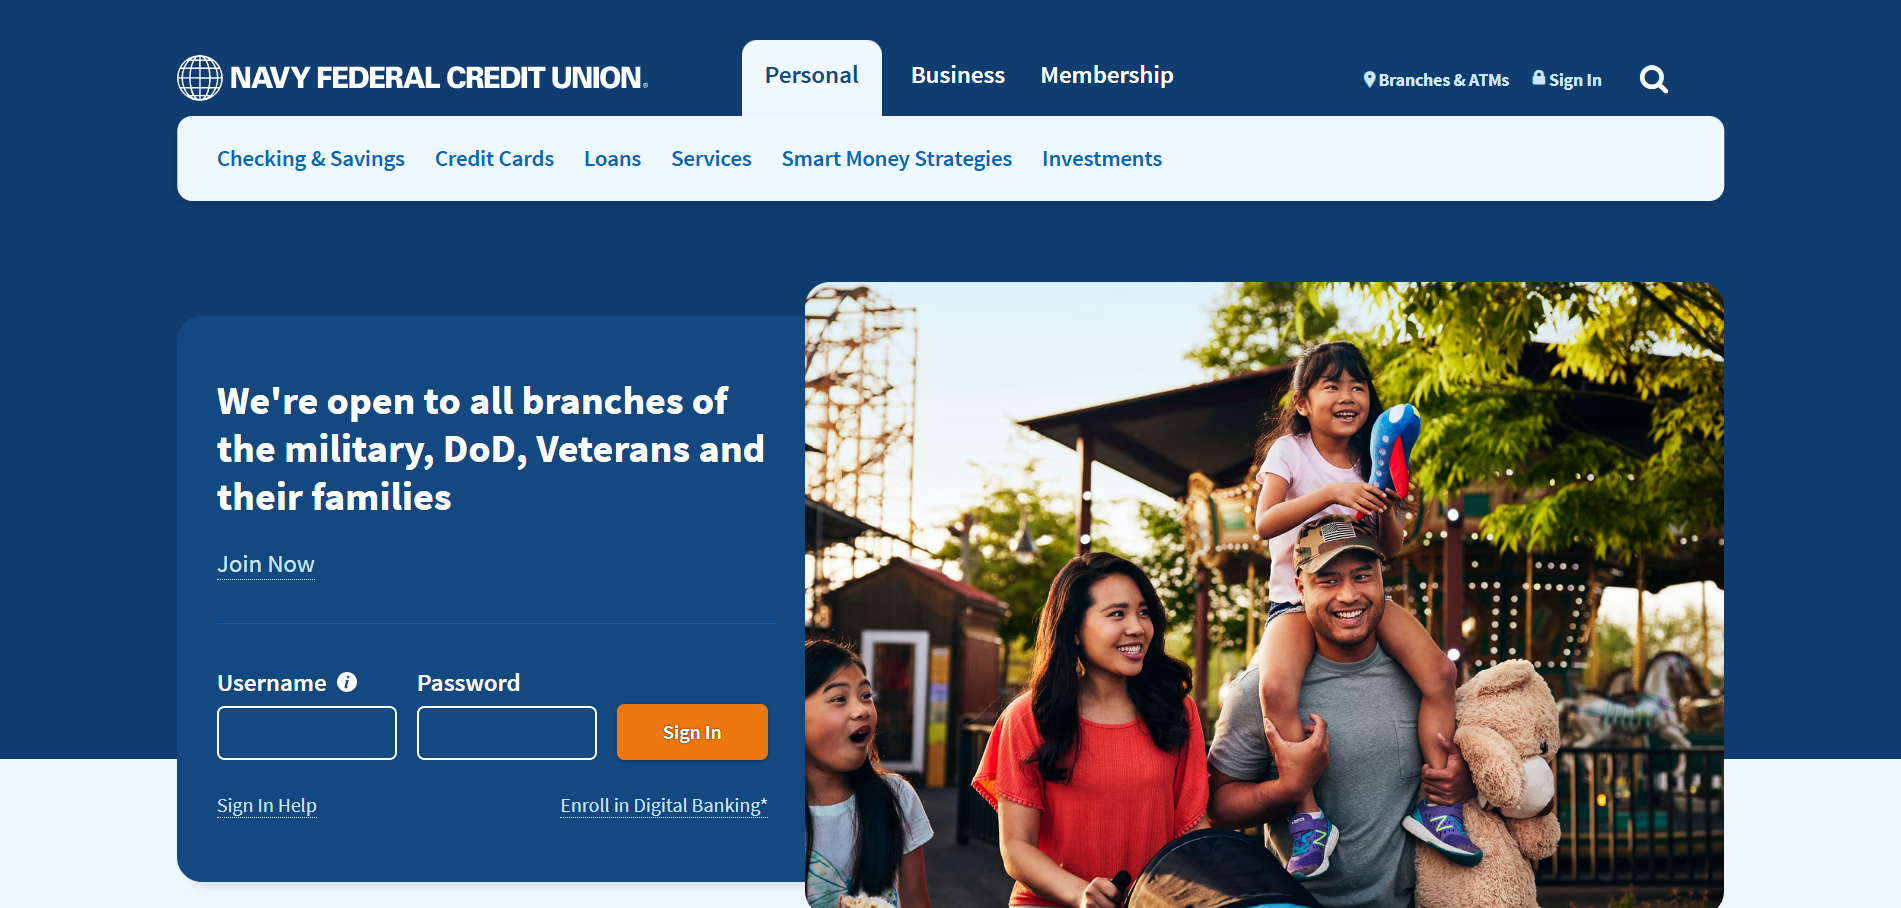 NAVY FEDERAL CREDIT UNION®
Personal
Business
Membership
Branches & ATMs
Sign In
Checking & Savings
Credit Cards
Loans
Services
Smart Money Strategies
Investments
We're open to all branches of
the military, DoD, Veterans and
their families
Join Now
Username i
Password
Sign In
Sign In Help
Enroll in Digital Banking*